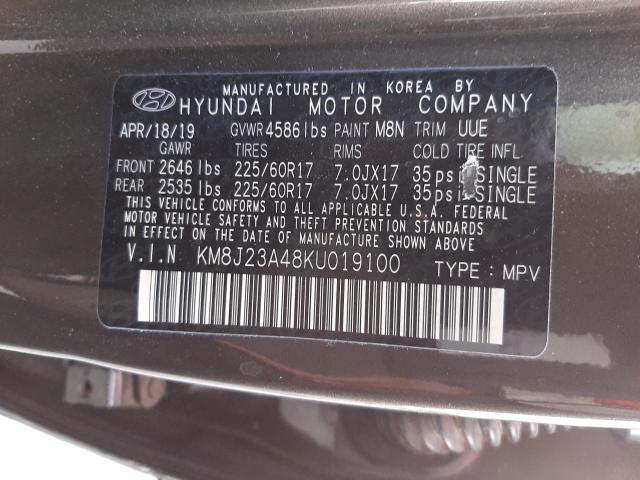 MANUFACTURED IN KOREA BY
HYUNDAI MOTOR COMPANY
APR/18/19 GVWR 4586 lbs PAINT M8N TRIM UUE
GAWR TIRES RIMS COLD TIRE INFL
FRONT 2646 lbs 225/60R17 7.0JX17 35 psi SINGLE
REAR 2535 lbs 225/60R17 7.0JX17 35 psi SINGLE
THIS VEHICLE CONFORMS TO ALL APPLICABLE U.S.A. FEDERAL
MOTOR VEHICLE SAFETY AND THEFT PREVENTION STANDARDS
IN EFFECT ON THE DATE OF MANUFACTURE SHOWN ABOVE
V.I.N KM8J23A48KU019100 TYPE : MPV